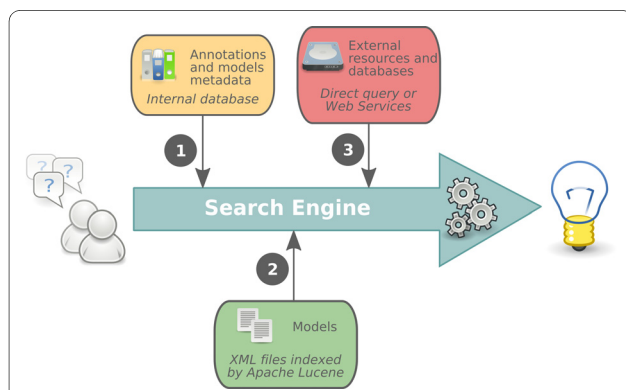 Annotations
and models
metadata
Internal database
External
resources and
databases
Direct query or
Web Services
1
3
?
?
?
Search Engine
2
Models
XML files indexed
by Apache Lucene